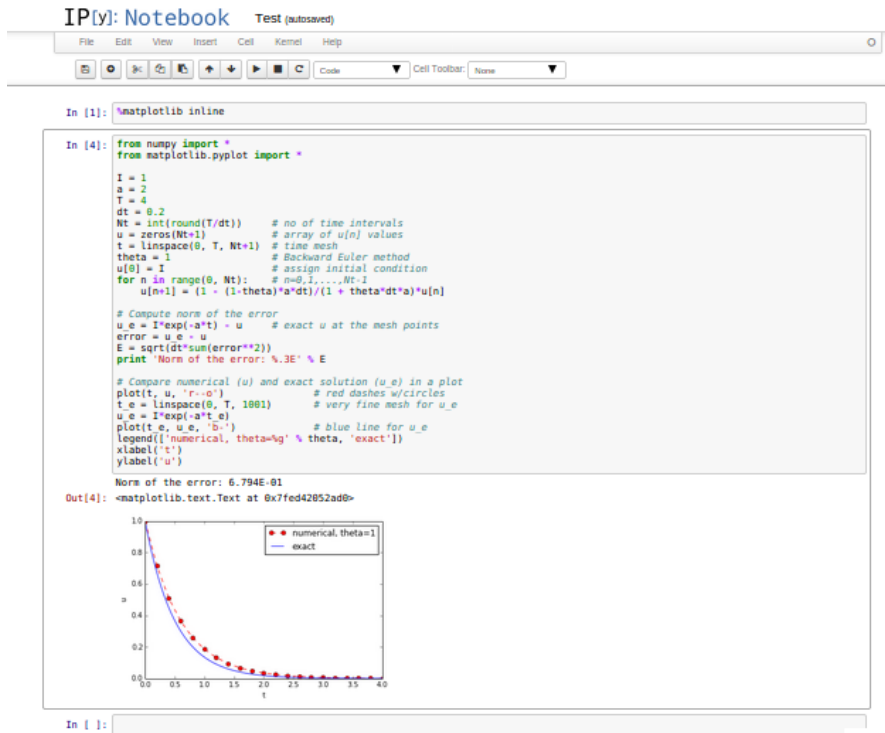 IP[y]: Notebook Test (autosaved)
File Edit View Insert Cell Kernel Help
Code Cell Toolbar: None
In [1]: %matplotlib inline
In [4]: from numpy import *
from matplotlib.pyplot import *
I = 1
a = 2
T = 4
dt = 0.2
Nt = int(round(T/dt)) # no of time intervals
u = zeros(Nt+1) # array of u[n] values
t = linspace(0, T, Nt+1) # time mesh
theta = 1 # Backward Euler method
u[0] = I # assign initial condition
for n in range(0, Nt): # n=0,1,...,Nt-1
    u[n+1] = (1 - (1-theta)*a*dt)/(1 + theta*dt*a)*u[n]
# Compute norm of the error
u_e = I*exp(-a*t) - u # exact u at the mesh points
error = u_e - u
E = sqrt(dt*sum(error**2))
print 'Norm of the error: %.3E' % E
# Compare numerical (u) and exact solution (u_e) in a plot
plot(t, u, 'r--o') # red dashes w/circles
t_e = linspace(0, T, 1001) # very fine mesh for u_e
u_e = I*exp(-a*t_e)
plot(t_e, u_e, 'b-') # blue line for u_e
legend(['numerical, theta=%g' % theta, 'exact'])
xlabel('t')
ylabel('u')
Norm of the error: 6.794E-01
Out[4]: <matplotlib.text.Text at 0x7fed42052ad0>
1.0
numerical, theta=1
exact
0.8
0.6
u
0.4
0.2
0.0
0.0 0.5 1.0 1.5 2.0 2.5 3.0 3.5 4.0
t
In [ ]: